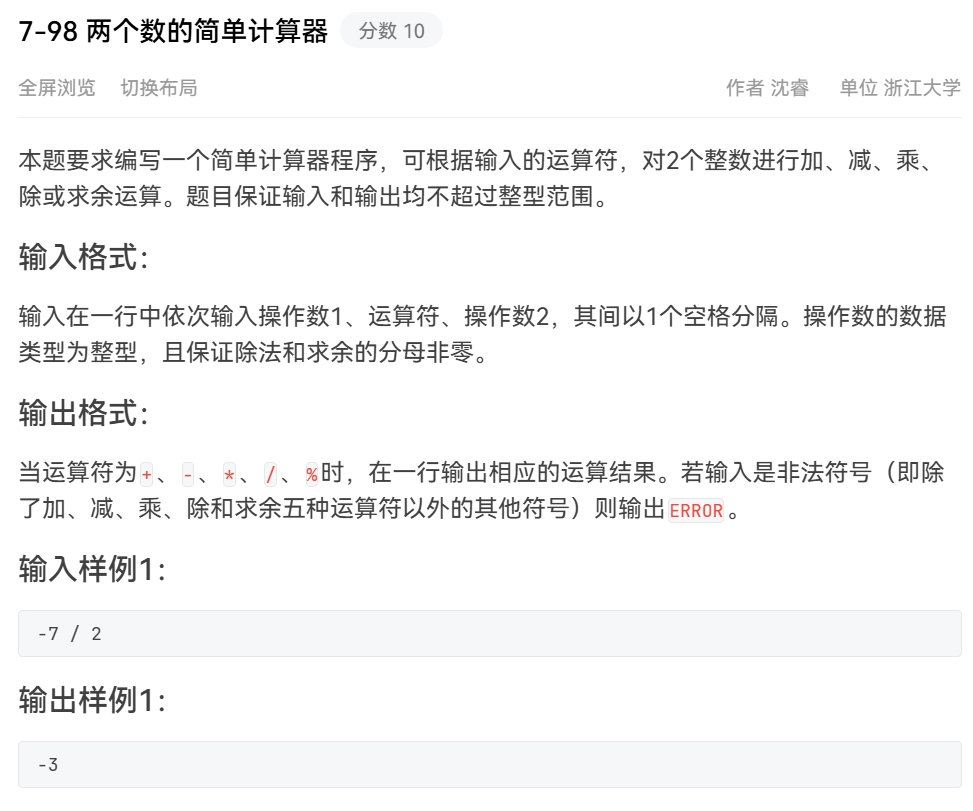 7-98 两个数的简单计算器 分数 10
全屏浏览 切换布局 作者 沈睿 单位 浙江大学
本题要求编写一个简单计算器程序，可根据输入的运算符，对2个整数进行加、减、乘、
除或求余运算。题目保证输入和输出均不超过整型范围。
输入格式：
输入在一行中依次输入操作数1、运算符、操作数2，其间以1个空格分隔。操作数的数据
类型为整型，且保证除法和求余的分母非零。
输出格式：
当运算符为+、-、*、/、%时，在一行输出相应的运算结果。若输入是非法符号（即除
了加、减、乘、除和求余五种运算符以外的其他符号）则输出ERROR。
输入样例1：
-7 / 2
输出样例1：
-3